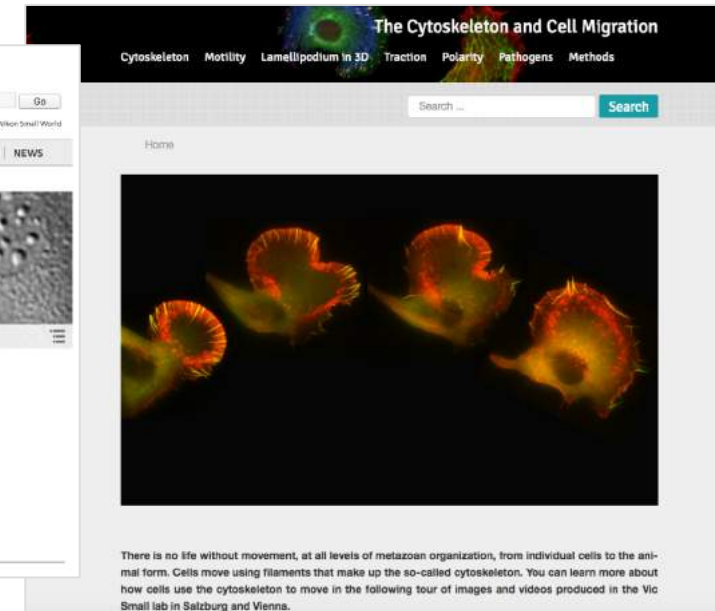 The Cytoskeleton and Cell Migration
Cytoskeleton Motility Lamellipodium in 3D Traction Polarity Pathogens Methods
Go
Search ...
Search
Nikon Small World
NEWS
Home
There is no life without movement, at all levels of metazoan organization, from individual cells to the ani-
mal form. Cells move using filaments that make up the so-called cytoskeleton. You can learn more about
how cells use the cytoskeleton to move in the following tour of images and videos produced in the Vic
Small lab in Salzburg and Vienna.